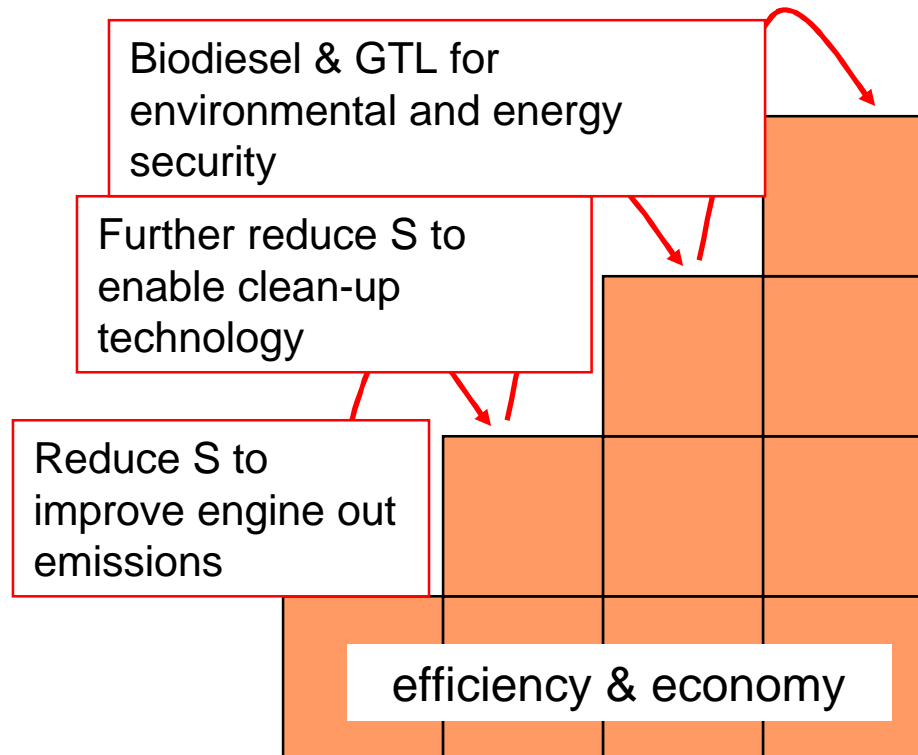 Biodiesel & GTL for
environmental and energy
security
Further reduce S to
enable clean-up
technology
Reduce S to
improve engine out
emissions
efficiency & economy